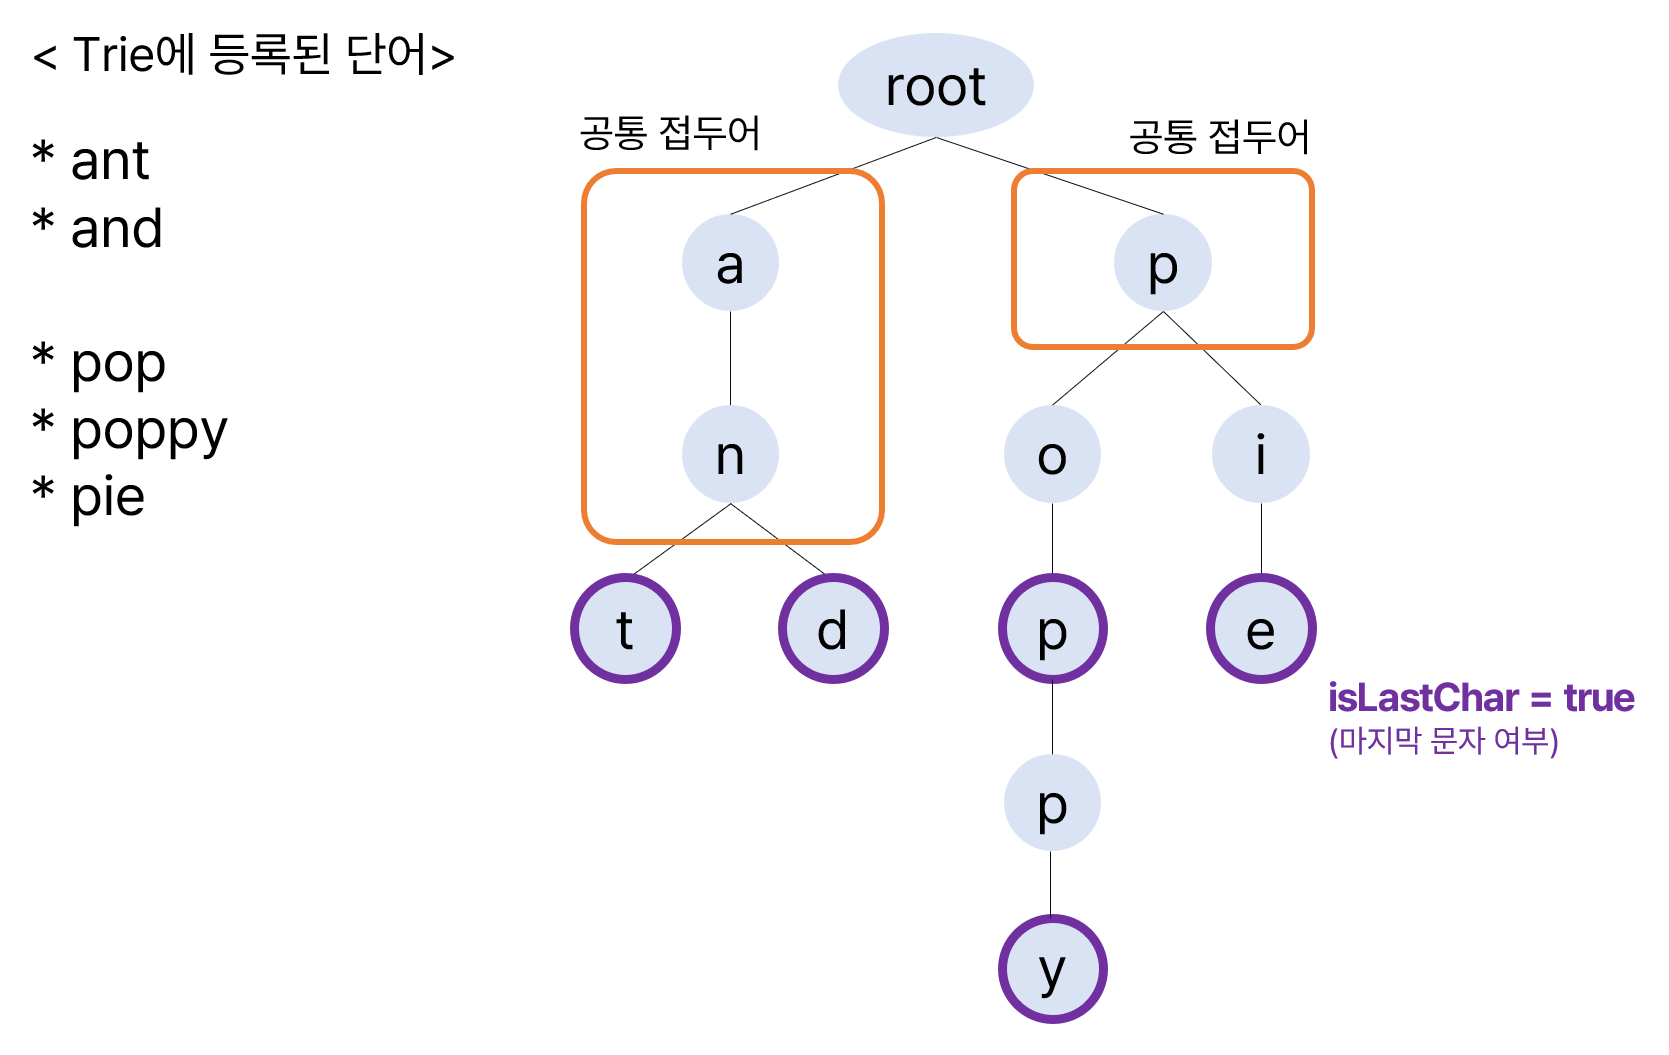 < Trie에 등록된 단어>
* ant
* and
* pop
* poppy
* pie
root
공통 접두어
공통 접두어
a
p
n
o
i
t
d
p
e
isLastChar = true
(마지막 문자 여부)
p
y